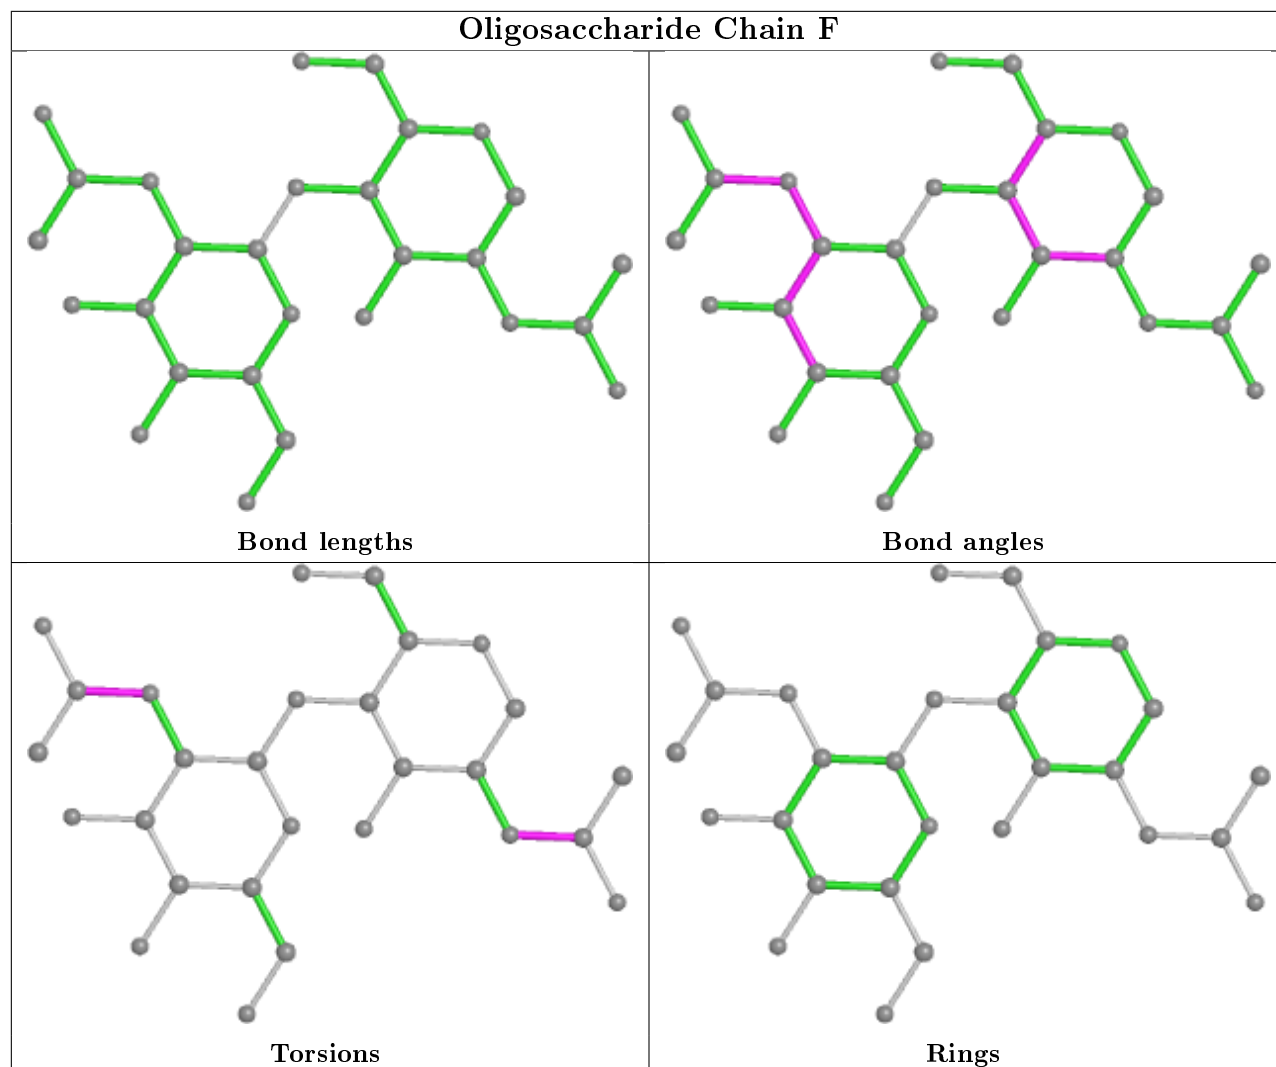 Oligosaccharide Chain F
Bond lengths
Bond angles
Torsions
Rings